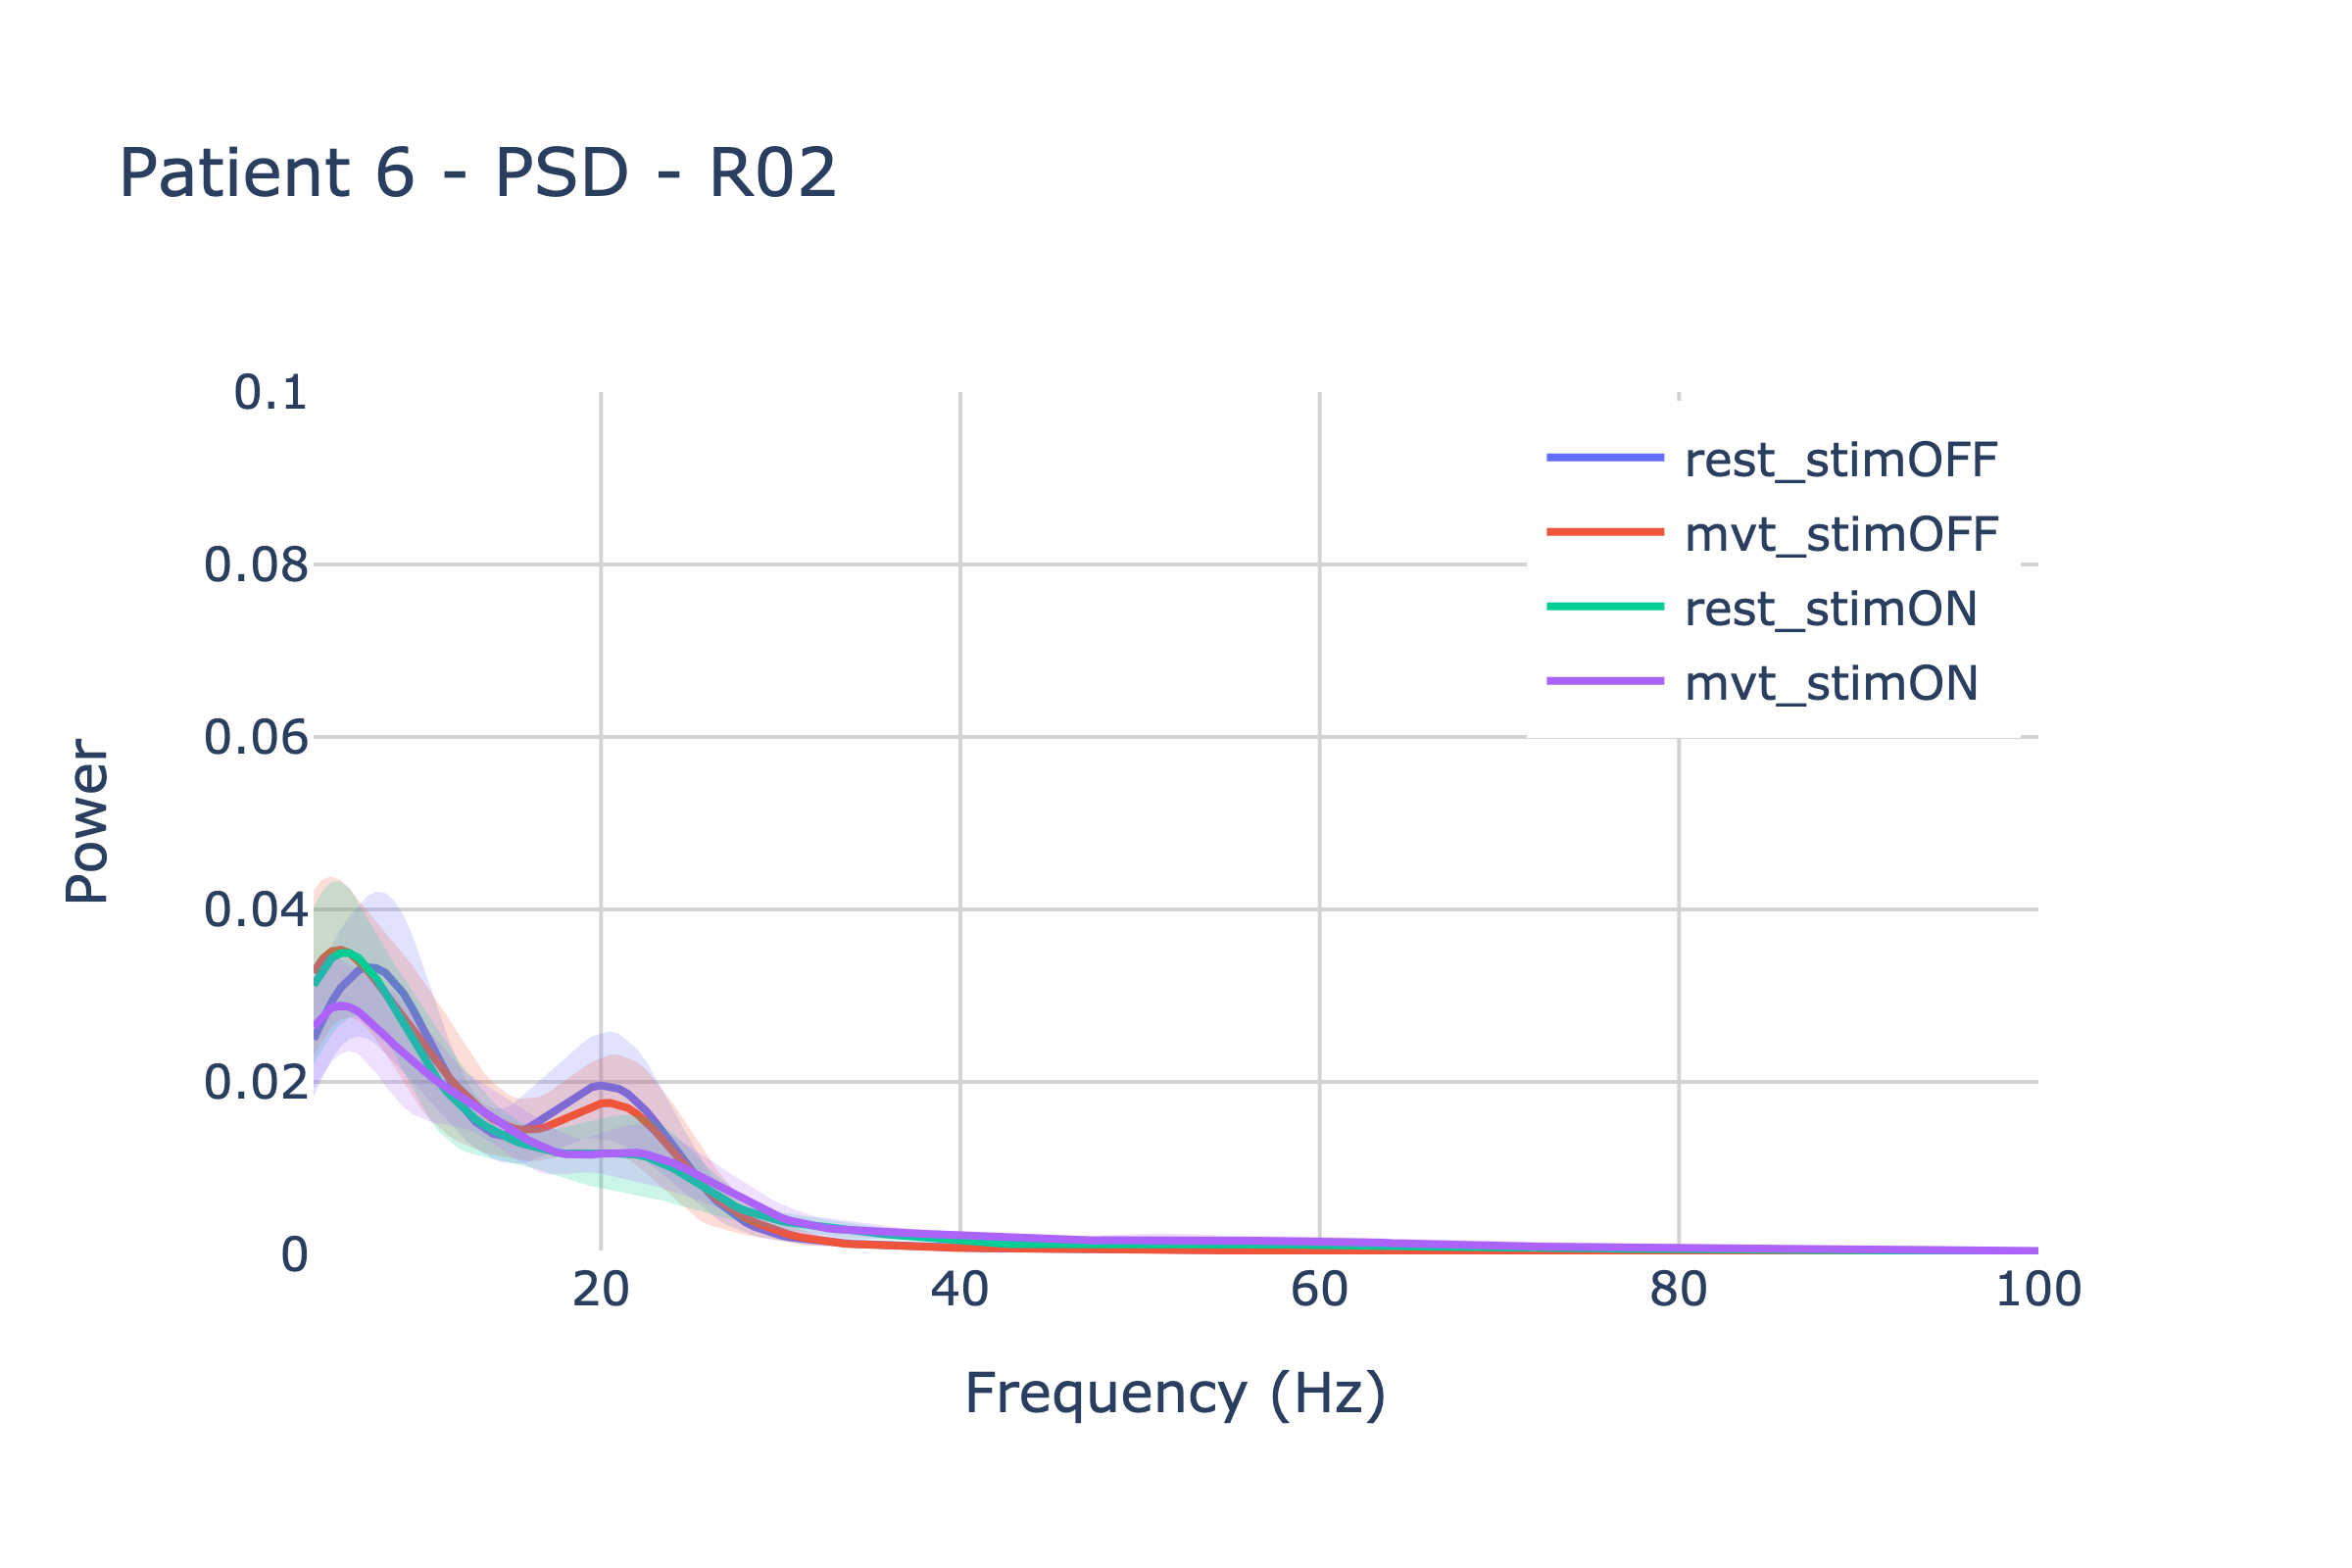 Patient 6 - PSD - R02
0.1
0.08
0.06
0.04
0.02
0
Power
rest_stimOFF
mvt_stimOFF
rest_stimON
mvt_stimON
20 40 60 80 100
Frequency (Hz)